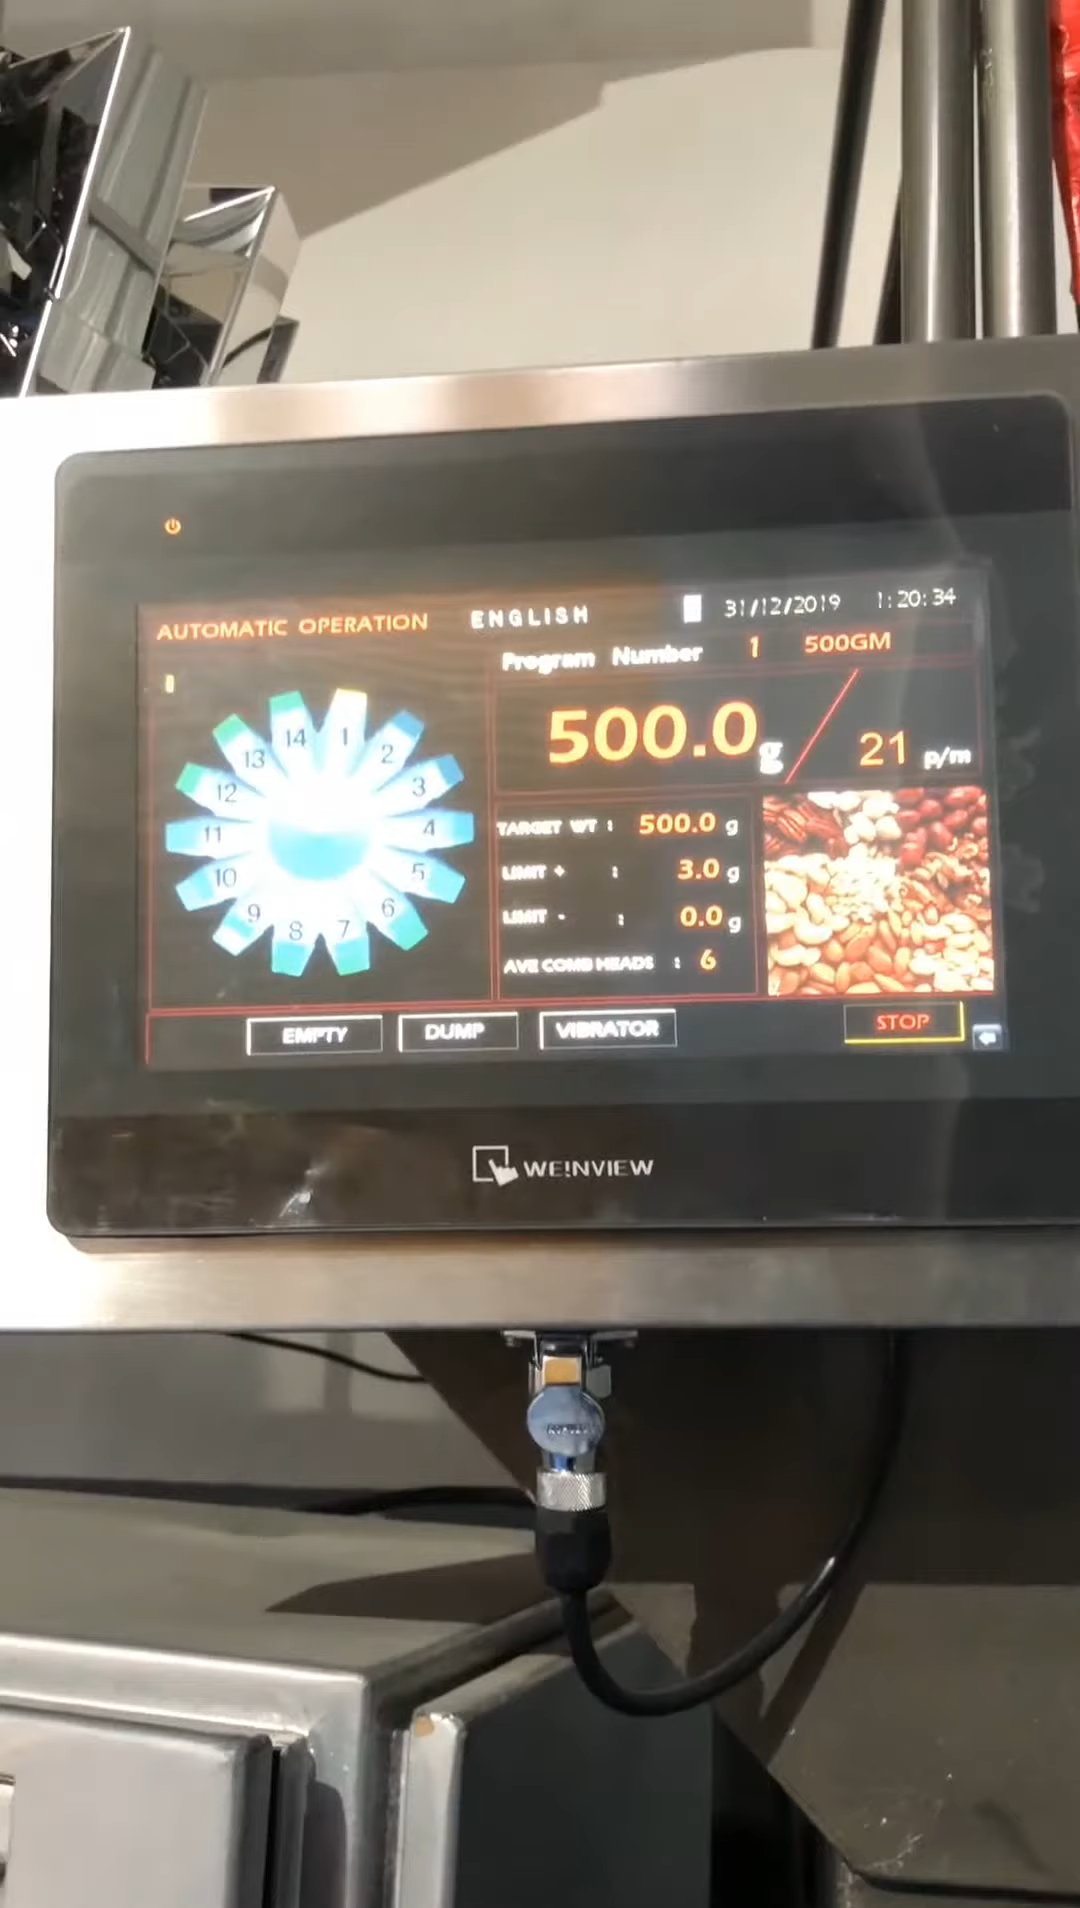 AUTOMATIC OPERATION ENGLISH 31/12/2019 1:20:34
Program Number 1 500GM
500.0 g / 21 p/m
TARGET WT : 500.0 g
LIMIT + : 3.0 g
LIMIT - : 0.0 g
AVE COMB HEADS : 6
1
2
3
4
5
6
7
8
9
10
11
12
13
14
EMPTY DUMP VIBRATOR STOP
WE!NVIEW